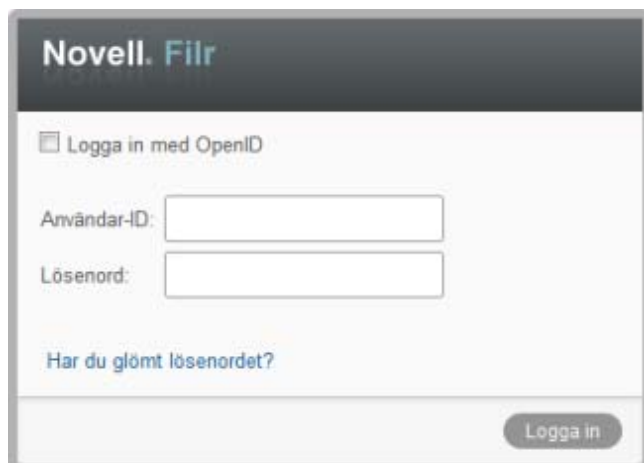 Novell. Filr
Logga in med OpenID
Användar-ID:
Lösenord:
Har du glömt lösenordet?
Logga in